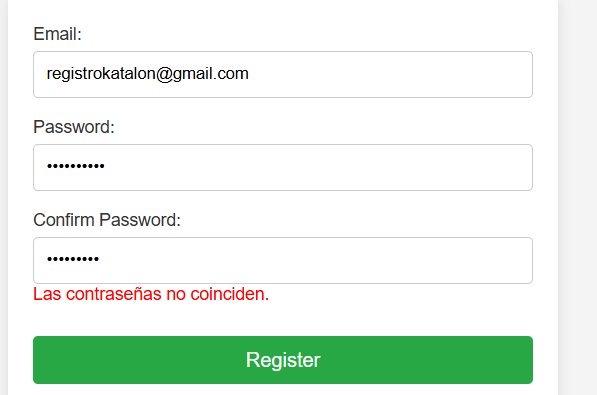 Email:
registrokatalon@gmail.com
Password:
••••••••••
Confirm Password:
•••••••••
Las contraseñas no coinciden.
Register